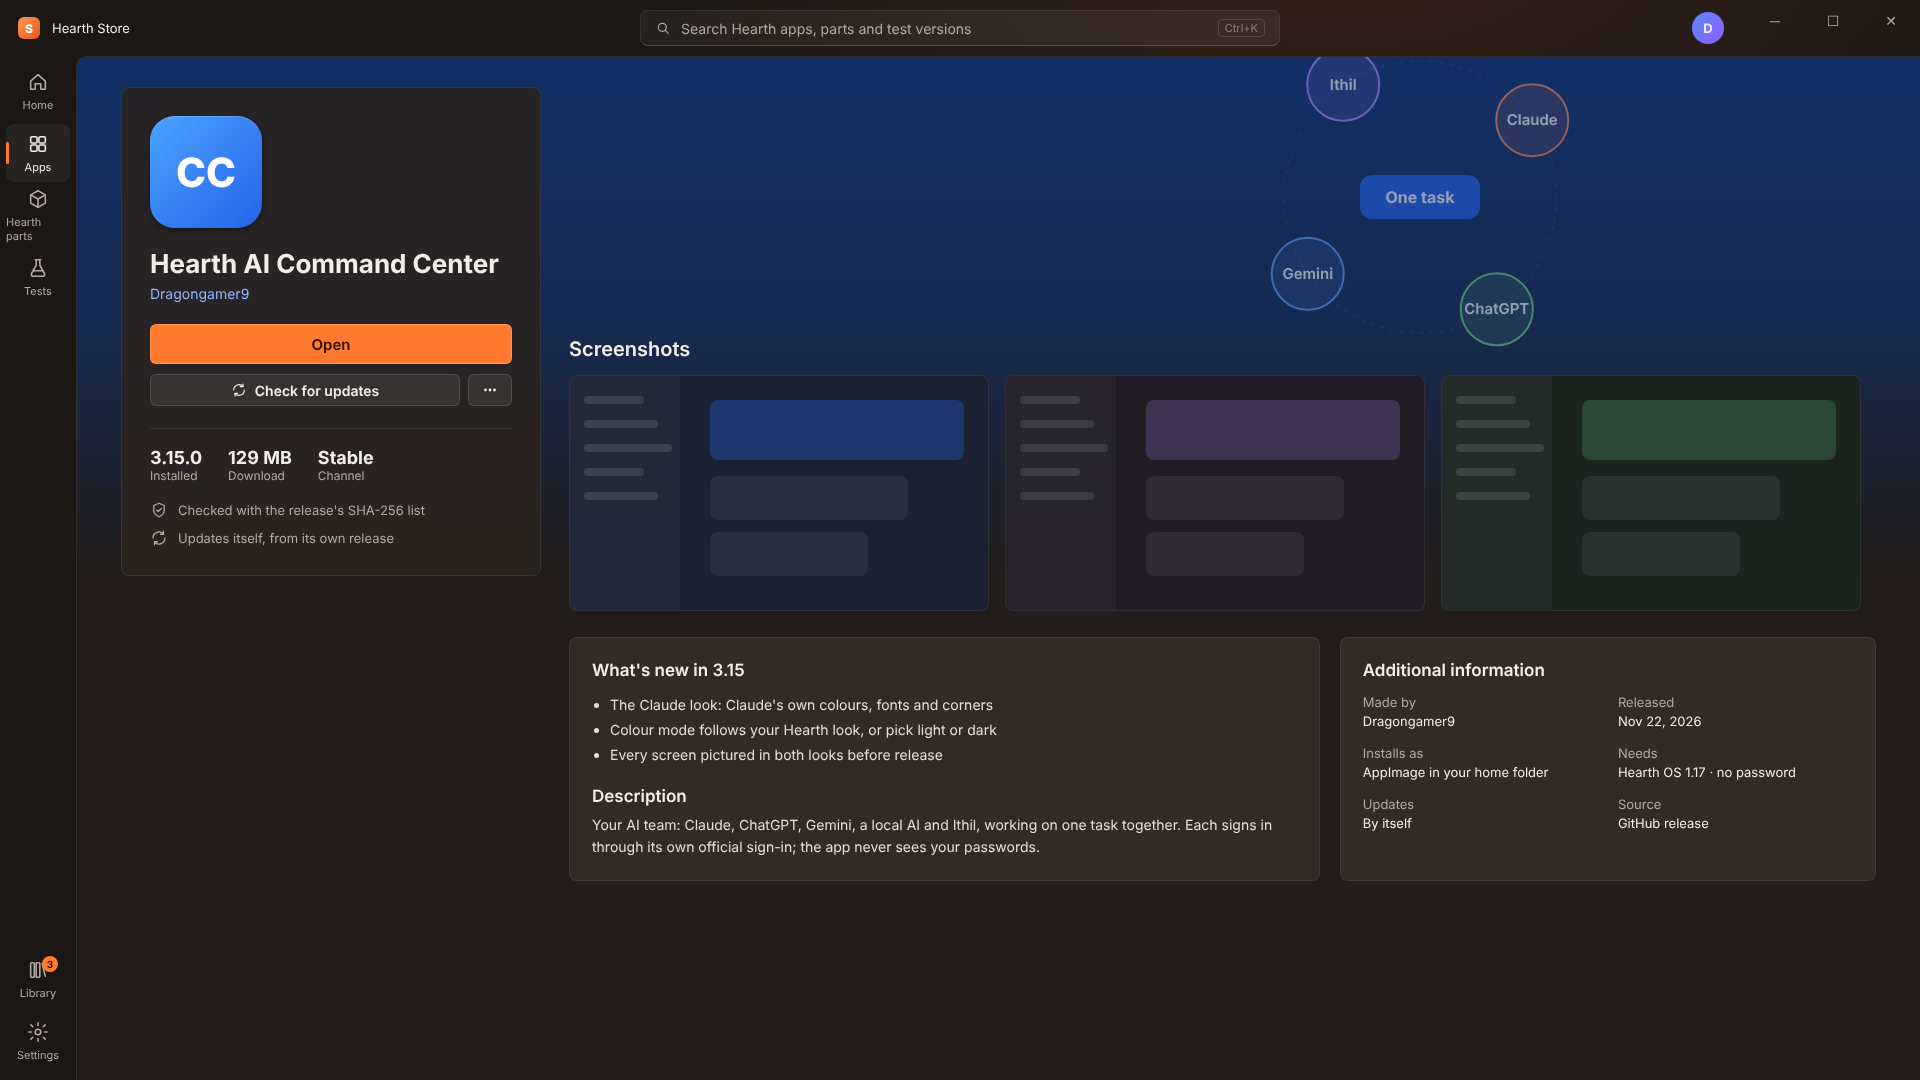 S
Hearth Store
Search Hearth apps, parts and test versions
Ctrl+K
D
Home
Apps
Hearth
parts
Tests
Library
3
Settings
CC
Hearth AI Command Center
Dragongamer9
Open
Check for updates
3.15.0
Installed
129 MB
Download
Stable
Channel
Checked with the release's SHA-256 list
Updates itself, from its own release
Ithil
Claude
One task
Gemini
ChatGPT
Screenshots
What's new in 3.15
The Claude look: Claude's own colours, fonts and corners
Colour mode follows your Hearth look, or pick light or dark
Every screen pictured in both looks before release
Description
Your AI team: Claude, ChatGPT, Gemini, a local AI and Ithil, working on one task together. Each signs in
through its own official sign-in; the app never sees your passwords.
Additional information
Made by
Dragongamer9
Released
Nov 22, 2026
Installs as
AppImage in your home folder
Needs
Hearth OS 1.17 · no password
Updates
By itself
Source
GitHub release